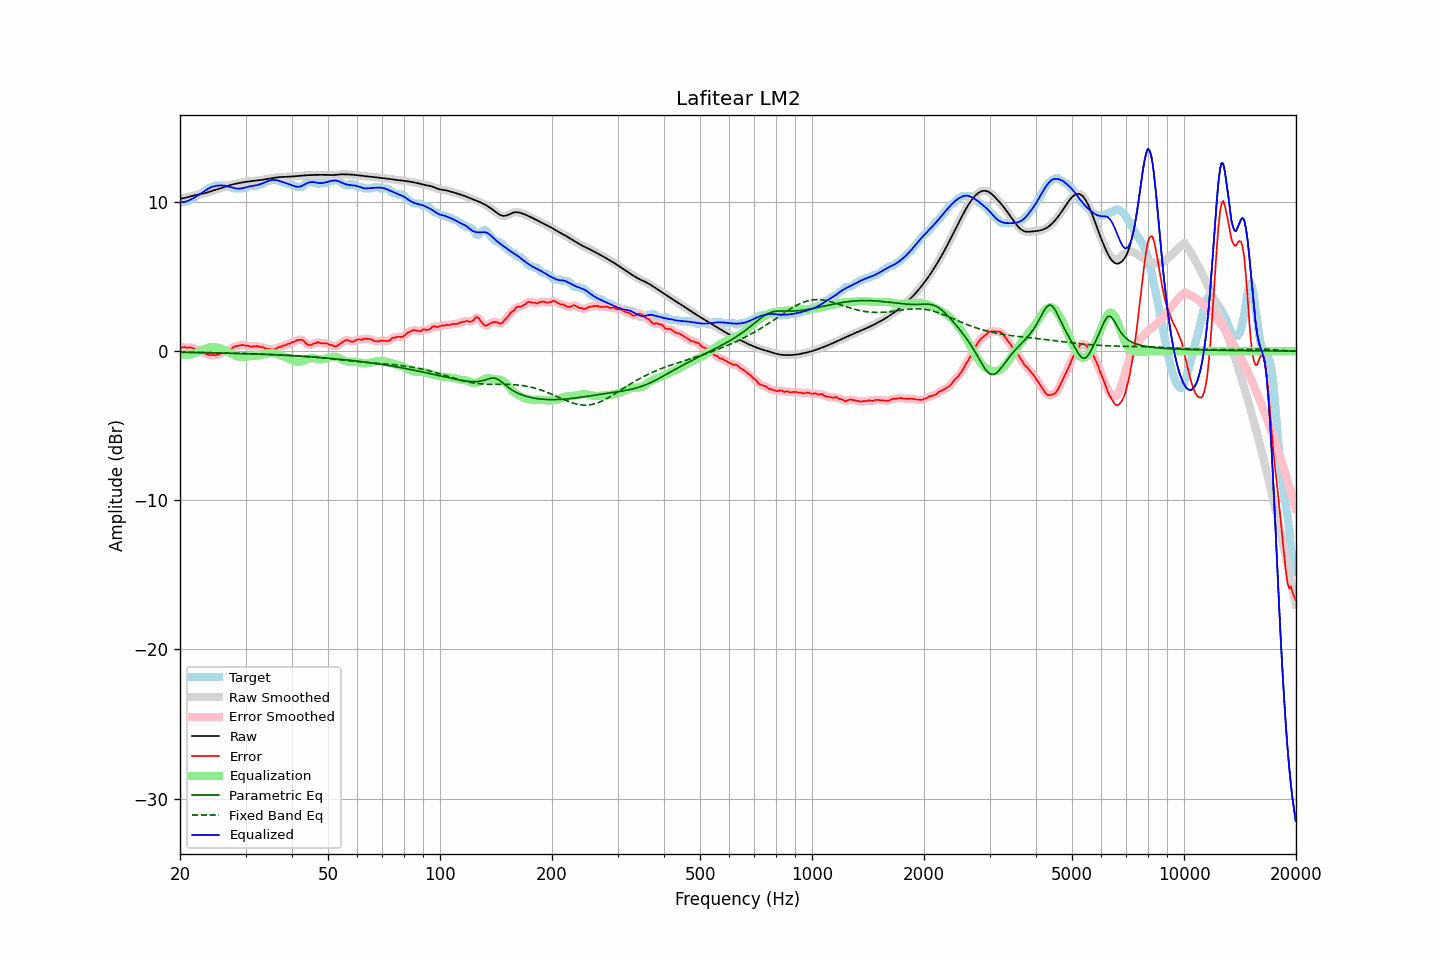 Lafitear LM2
Amplitude (dBr)
10
0
−10
−20
−30
Target
Raw Smoothed
Error Smoothed
Raw
Error
Equalization
Parametric Eq
Fixed Band Eq
Equalized
20 50 100 200 500 1000 2000 5000 10000 20000
Frequency (Hz)